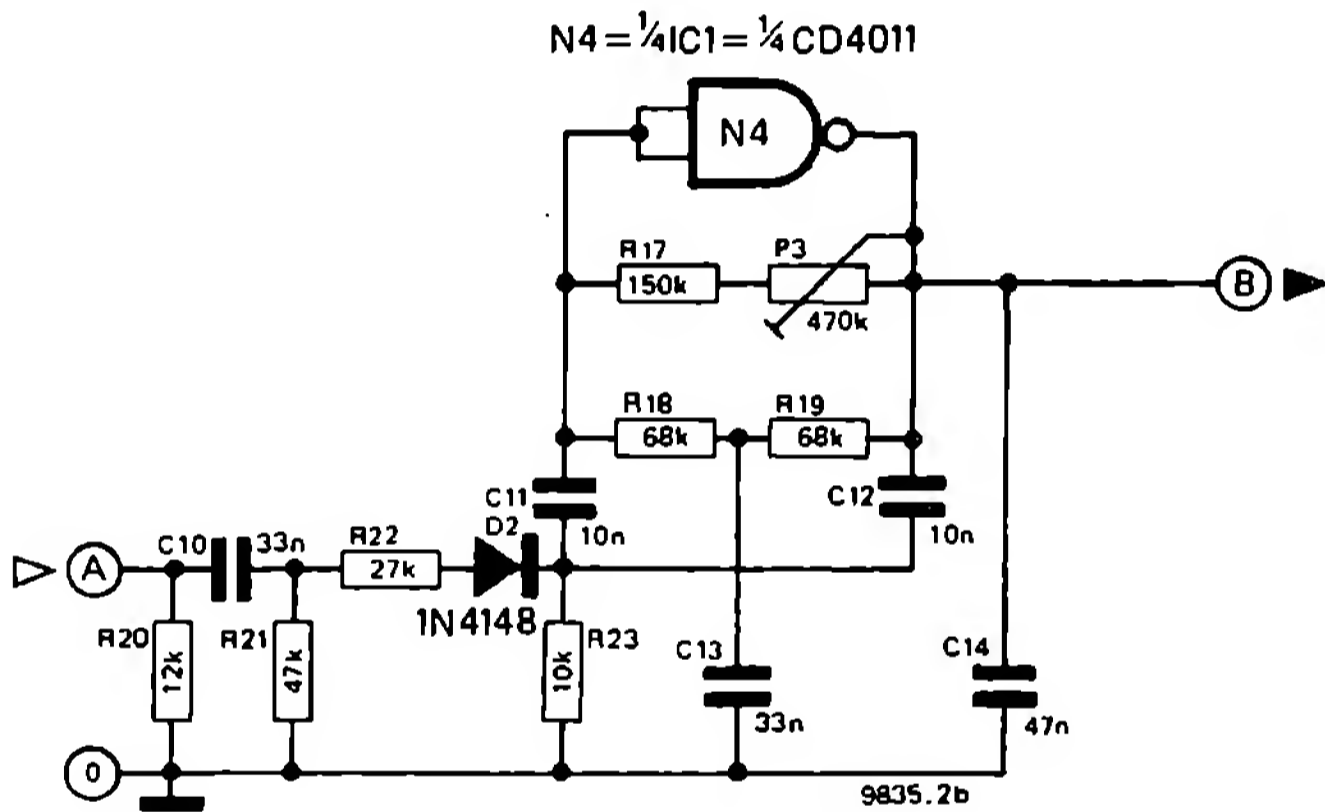 N4 = ¼IC1 = ¼ CD4011
N4
R17
150k
P3
470k
R18
68k
R19
68k
C11
10n
C12
10n
D2
1N4148
A
C10
33n
R22
27k
R20
12k
R21
47k
R23
10k
C13
33n
C14
47n
B
0
9835.2b